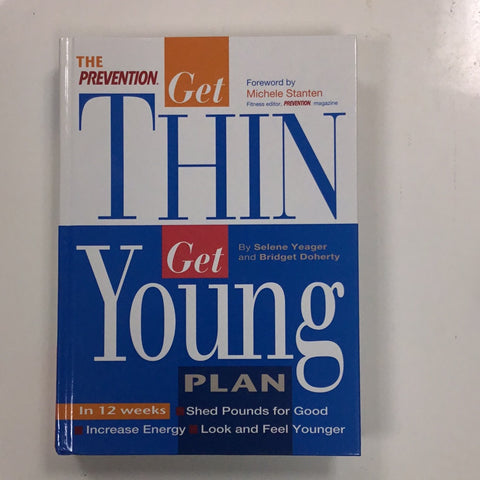 THE
PREVENTION.
Get
Foreword by
Michele Stanten
Fitness editor, PREVENTION. magazine
THIN
Get
By Selene Yeager
and Bridget Doherty
Young
PLAN
In 12 weeks
Shed Pounds for Good
Increase Energy
Look and Feel Younger